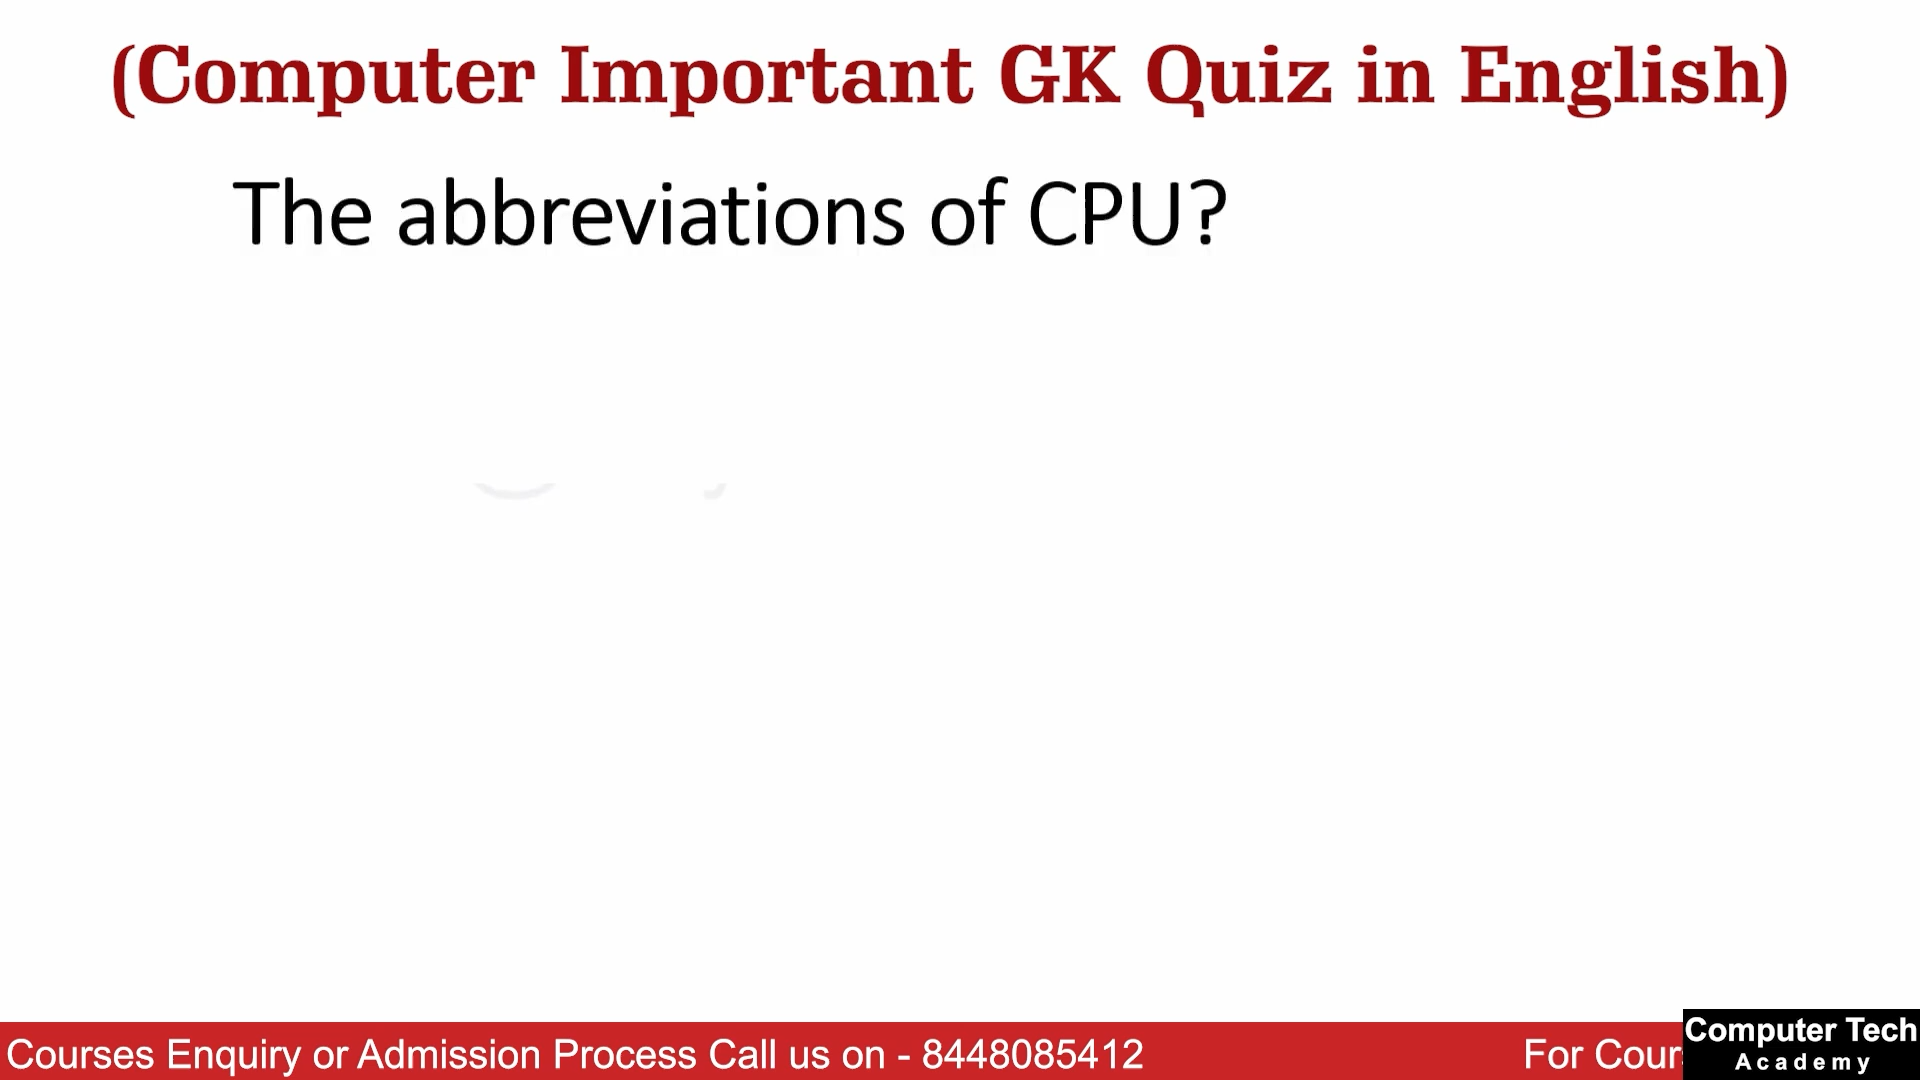 (Computer Important GK Quiz in English)
The abbreviations of CPU?
Courses Enquiry or Admission Process Call us on - 8448085412
For Cour
Computer Tech
Academy